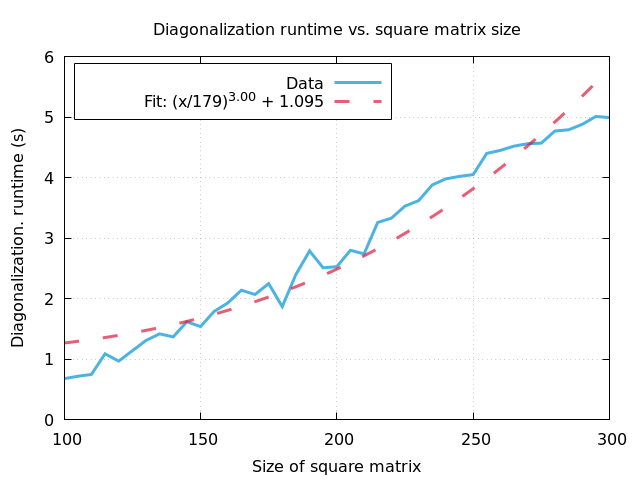 Diagonalization runtime vs. square matrix size
6
5
4
3
2
1
0
Diagonalization. runtime (s)
Data
Fit: (x/179)^3.00 + 1.095
100 150 200 250 300
Size of square matrix